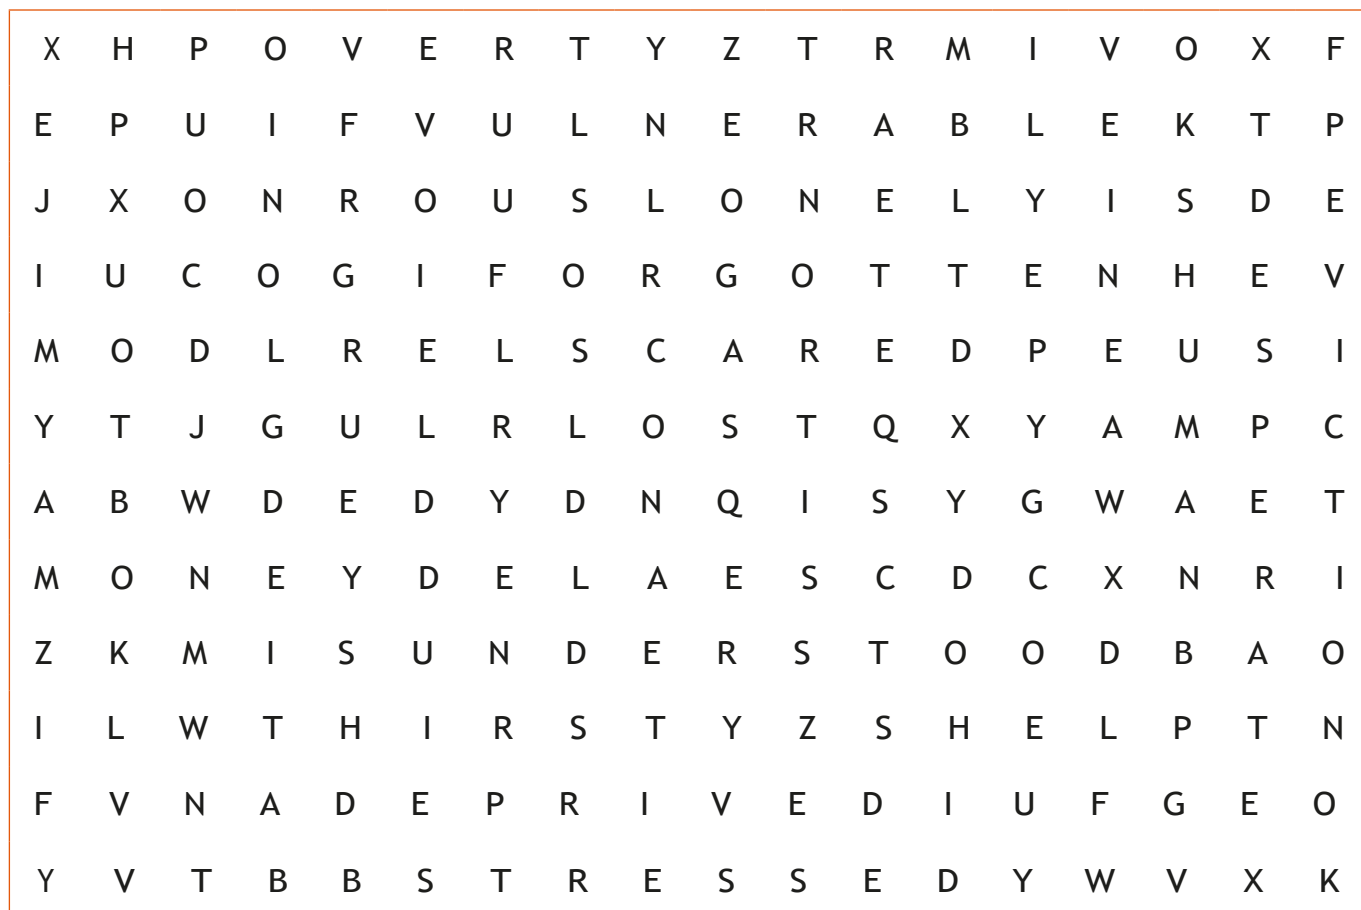 X H P O V E R T Y Z T R M I V O X F
E P U I F V U L N E R A B L E K T P
J X O N R O U S L O N E L Y I S D E
I U C O G I F O R G O T T E N H E V
M O D L R E L S C A R E D P E U S I
Y T J G U L R L O S T Q X Y A M P C
A B W D E D Y D N Q I S Y G W A E T
M O N E Y D E L A E S C D C X N R I
Z K M I S U N D E R S T O O D B A O
I L W T H I R S T Y Z S H E L P T N
F V N A D E P R I V E D I U F G E O
Y V T B B S T R E S S E D Y W V X K